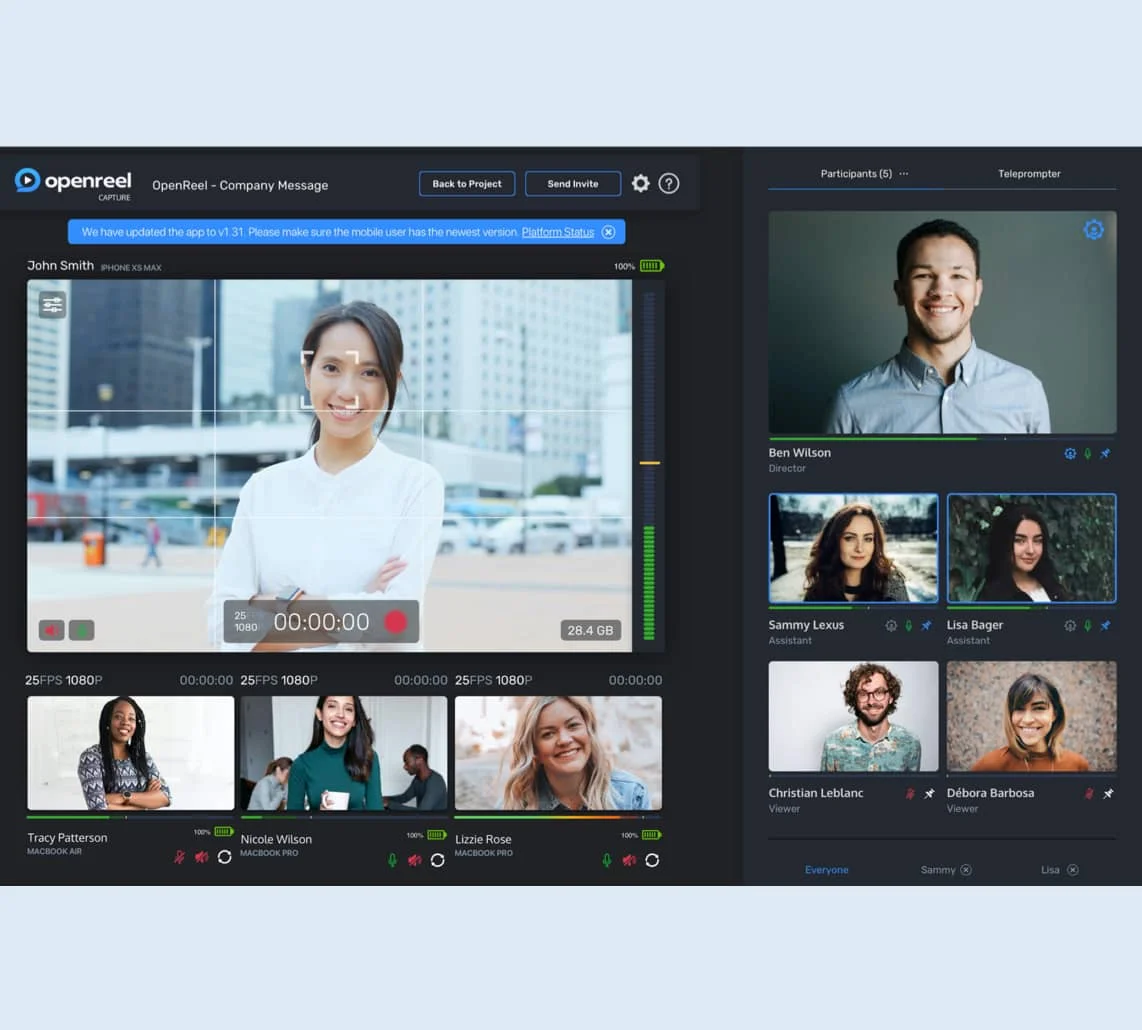 openreel
CAPTURE
OpenReel - Company Message
Back to Project
Send Invite
?
We have updated the app to v1.31. Please make sure the mobile user has the newest version. Platform Status
John Smith IPHONE XS MAX
100%
25
1080
00:00:00
28.4 GB
25FPS 1080P 00:00:00
25FPS 1080P 00:00:00
25FPS 1080P 00:00:00
Tracy Patterson
MACBOOK AIR
100%
Nicole Wilson
MACBOOK PRO
100%
Lizzie Rose
MACBOOK PRO
100%
Participants (5) ...
Teleprompter
Ben Wilson
Director
Sammy Lexus
Assistant
Lisa Bager
Assistant
Christian Leblanc
Viewer
Débora Barbosa
Viewer
Everyone
Sammy
Lisa